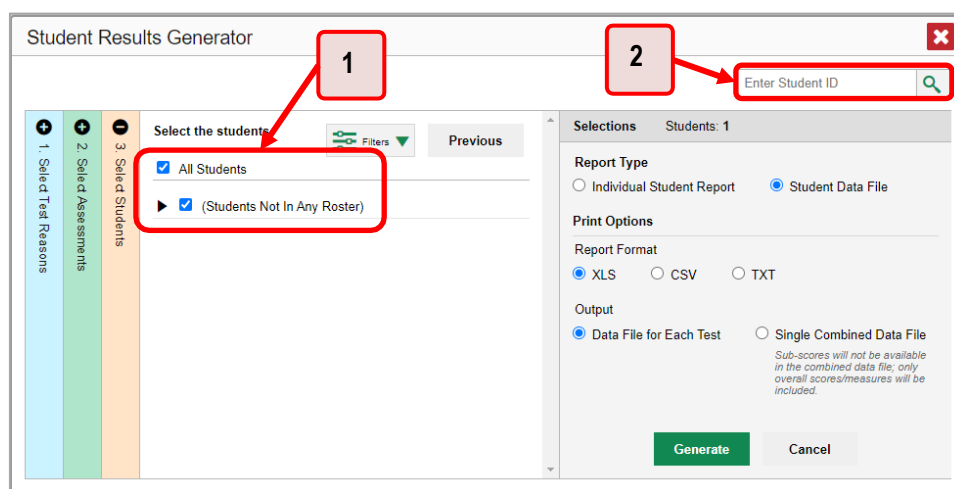 Student Results Generator
1
2
Enter Student ID
1. Select Test Reasons
2. Select Assessments
3. Select Students
Select the students
Filters
Previous
All Students
(Students Not In Any Roster)
Selections Students: 1
Report Type
Individual Student Report Student Data File
Print Options
Report Format
XLS CSV TXT
Output
Data File for Each Test Single Combined Data File
Sub-scores will not be available
in the combined data file; only
overall scores/measures will be
included.
Generate Cancel